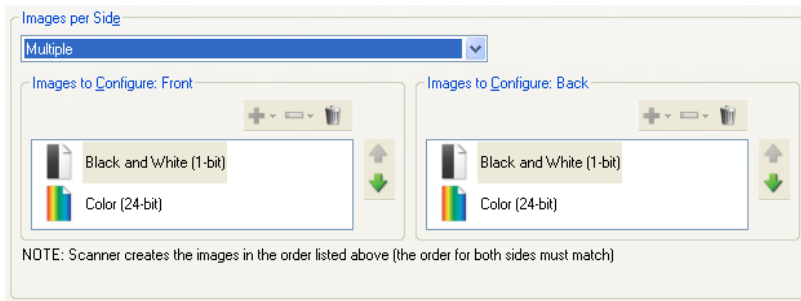 Images per Side
Multiple
Images to Configure: Front
Images to Configure: Back
Black and White (1-bit)
Color (24-bit)
Black and White (1-bit)
Color (24-bit)
NOTE: Scanner creates the images in the order listed above (the order for both sides must match)